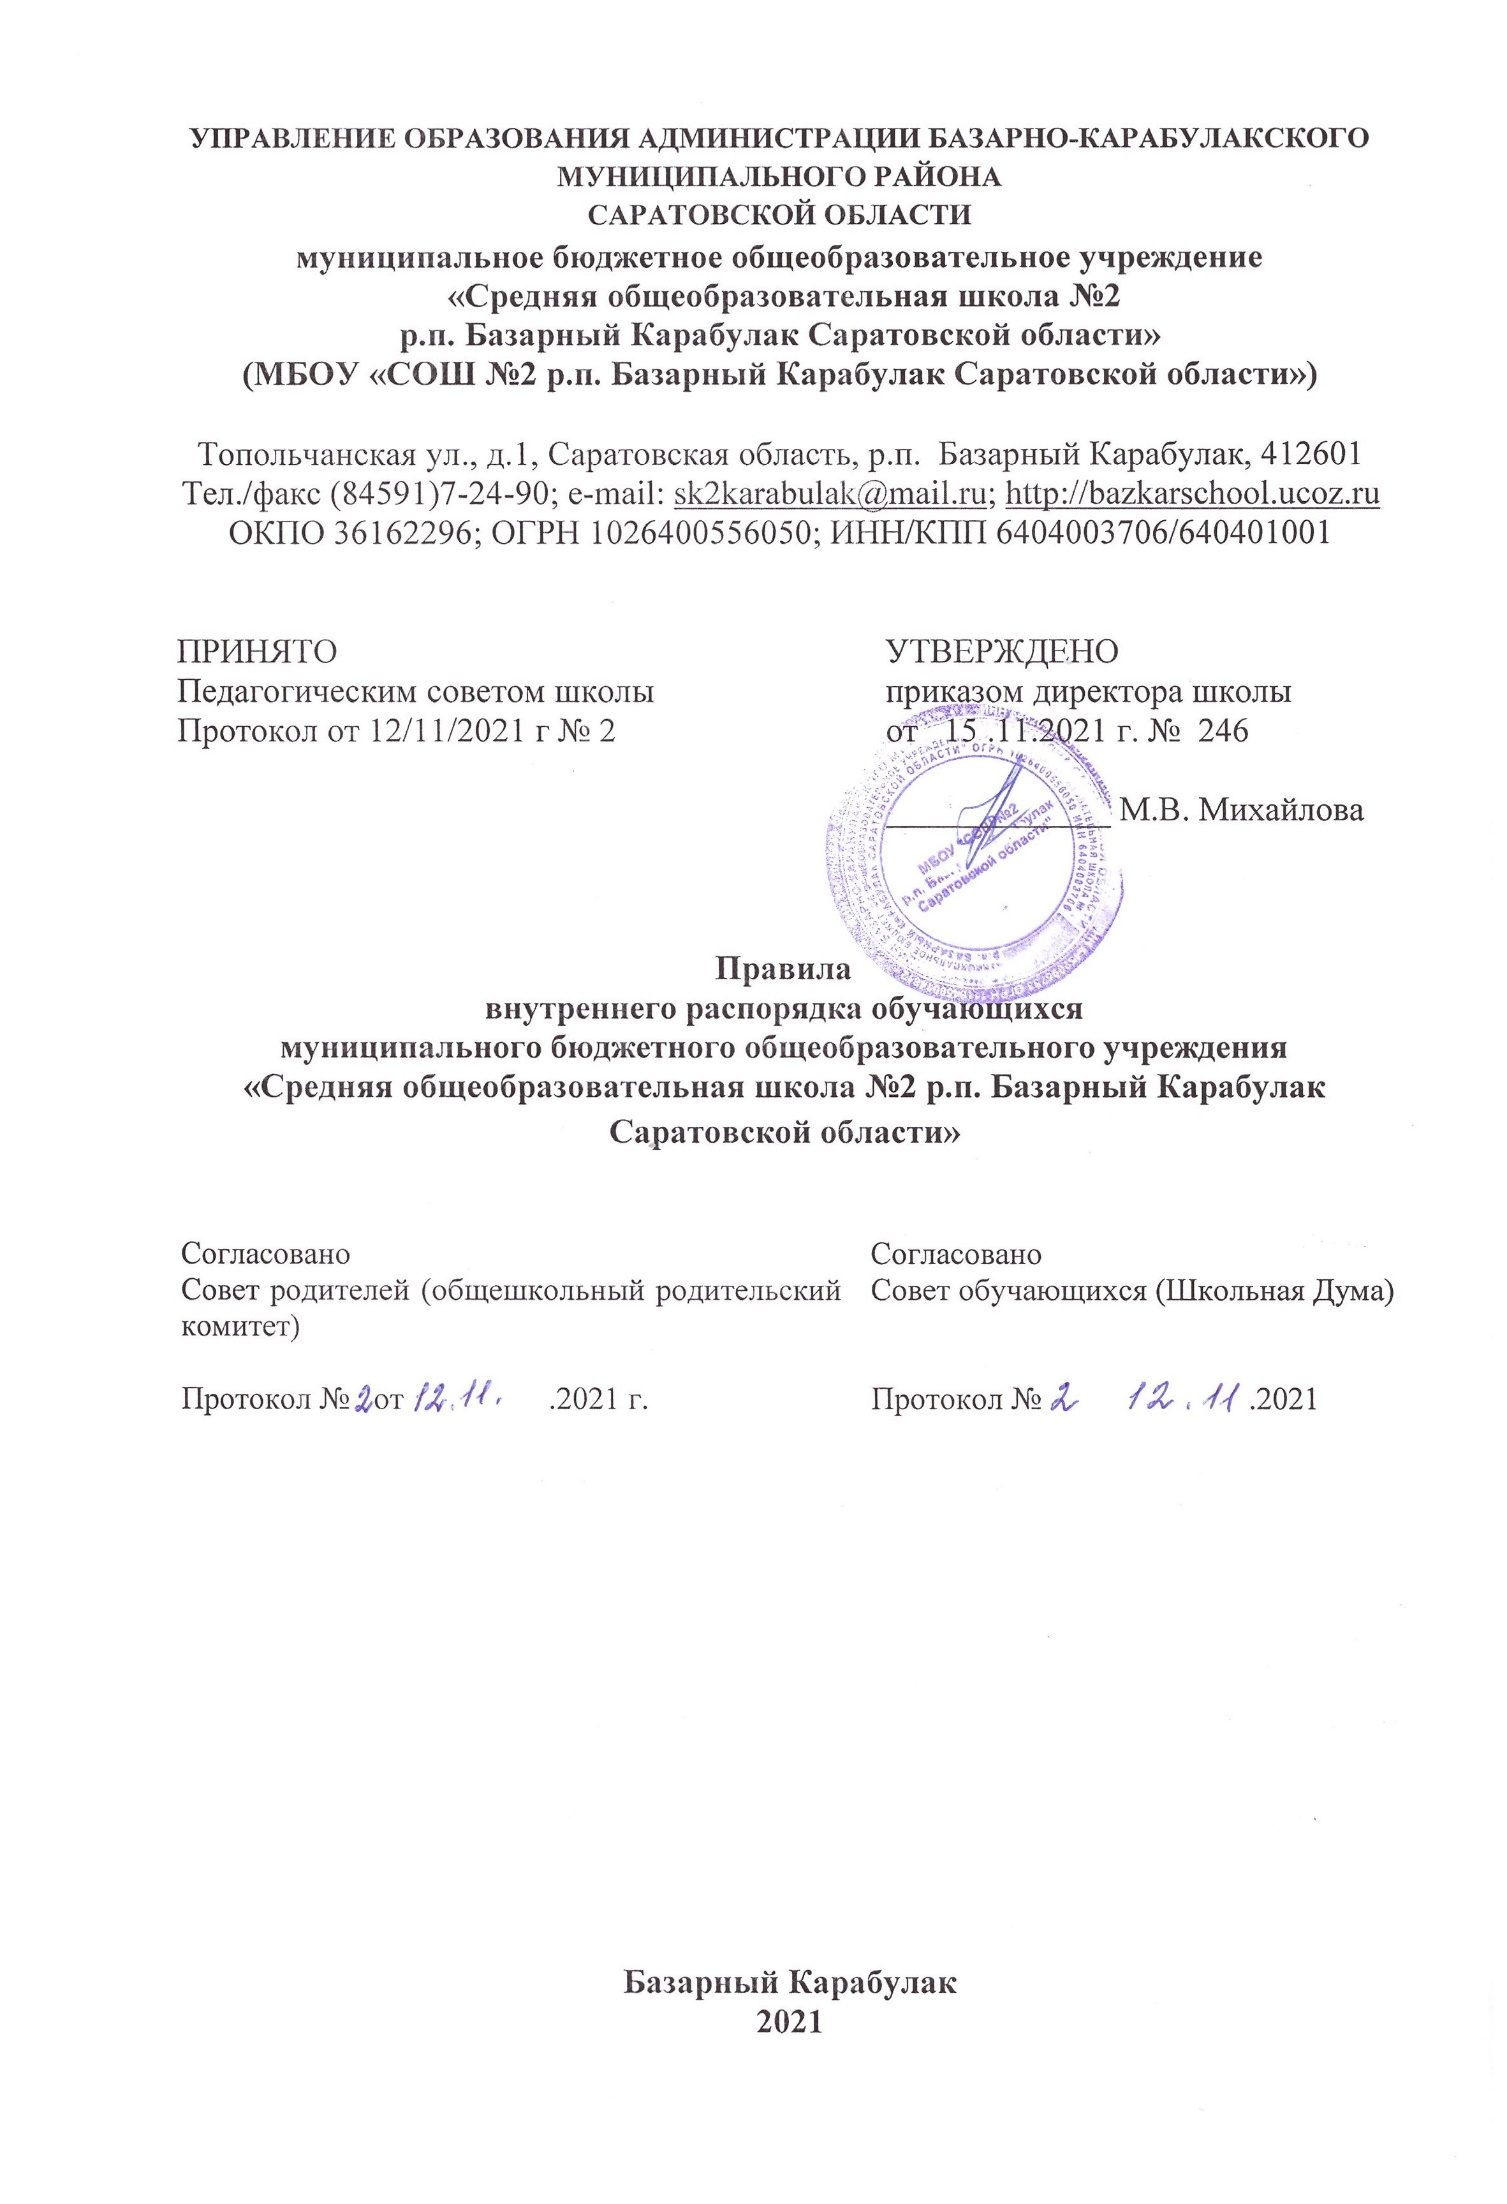 УПРАВЛЕНИЕ ОБРАЗОВАНИЯ АДМИНИСТРАЦИИ БАЗАРНО-КАРАБУЛАКСКОГО
МУНИЦИПАЛЬНОГО РАЙОНА
САРАТОВСКОЙ ОБЛАСТИ
муниципальное бюджетное общеобразовательное учреждение
«Средняя общеобразовательная школа №2
р.п. Базарный Карабулак Саратовской области»
(МБОУ «СОШ №2 р.п. Базарный Карабулак Саратовской области»)
Топольчанская ул., д.1, Саратовская область, р.п. Базарный Карабулак, 412601
Тел./факс (84591)7-24-90; e-mail: sk2karabulak@mail.ru; http://bazkarschool.ucoz.ru
ОКПО 36162296; ОГРН 1026400556050; ИНН/КПП 6404003706/640401001
ПРИНЯТО
Педагогическим советом школы
Протокол от 12/11/2021 г № 2
УТВЕРЖДЕНО
приказом директора школы
от 15 .11.2021 г. № 246
М.В. Михайлова
МБОУ "СОШ №2
Саратовской области"
Правила
внутреннего распорядка обучающихся
муниципального бюджетного общеобразовательного учреждения
«Средняя общеобразовательная школа №2 р.п. Базарный Карабулак
Саратовской области»
Согласовано
Совет родителей (общешкольный родительский
комитет)
Протокол № 2 от 12.11. .2021 г.
Согласовано
Совет обучающихся (Школьная Дума)
Протокол № 2 12 . 11 .2021
Базарный Карабулак
2021